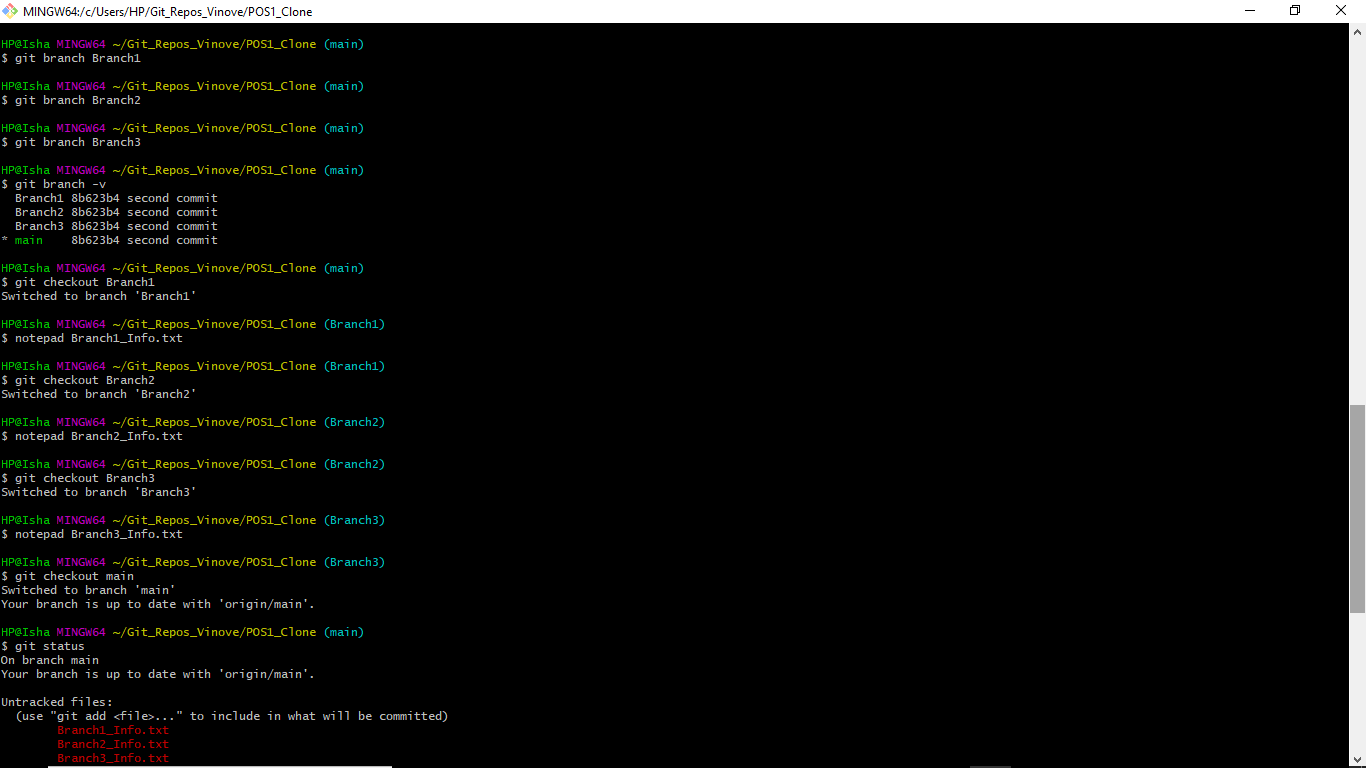 MINGW64:/c/Users/HP/Git_Repos_Vinove/POS1_Clone
HP@Isha MINGW64 ~/Git_Repos_Vinove/POS1_Clone (main)
$ git branch Branch1
HP@Isha MINGW64 ~/Git_Repos_Vinove/POS1_Clone (main)
$ git branch Branch2
HP@Isha MINGW64 ~/Git_Repos_Vinove/POS1_Clone (main)
$ git branch Branch3
HP@Isha MINGW64 ~/Git_Repos_Vinove/POS1_Clone (main)
$ git branch -v
  Branch1 8b623b4 second commit
  Branch2 8b623b4 second commit
  Branch3 8b623b4 second commit
* main    8b623b4 second commit
HP@Isha MINGW64 ~/Git_Repos_Vinove/POS1_Clone (main)
$ git checkout Branch1
Switched to branch 'Branch1'
HP@Isha MINGW64 ~/Git_Repos_Vinove/POS1_Clone (Branch1)
$ notepad Branch1_Info.txt
HP@Isha MINGW64 ~/Git_Repos_Vinove/POS1_Clone (Branch1)
$ git checkout Branch2
Switched to branch 'Branch2'
HP@Isha MINGW64 ~/Git_Repos_Vinove/POS1_Clone (Branch2)
$ notepad Branch2_Info.txt
HP@Isha MINGW64 ~/Git_Repos_Vinove/POS1_Clone (Branch2)
$ git checkout Branch3
Switched to branch 'Branch3'
HP@Isha MINGW64 ~/Git_Repos_Vinove/POS1_Clone (Branch3)
$ notepad Branch3_Info.txt
HP@Isha MINGW64 ~/Git_Repos_Vinove/POS1_Clone (Branch3)
$ git checkout main
Switched to branch 'main'
Your branch is up to date with 'origin/main'.
HP@Isha MINGW64 ~/Git_Repos_Vinove/POS1_Clone (main)
$ git status
On branch main
Your branch is up to date with 'origin/main'.
Untracked files:
  (use "git add <file>..." to include in what will be committed)
        Branch1_Info.txt
        Branch2_Info.txt
        Branch3_Info.txt